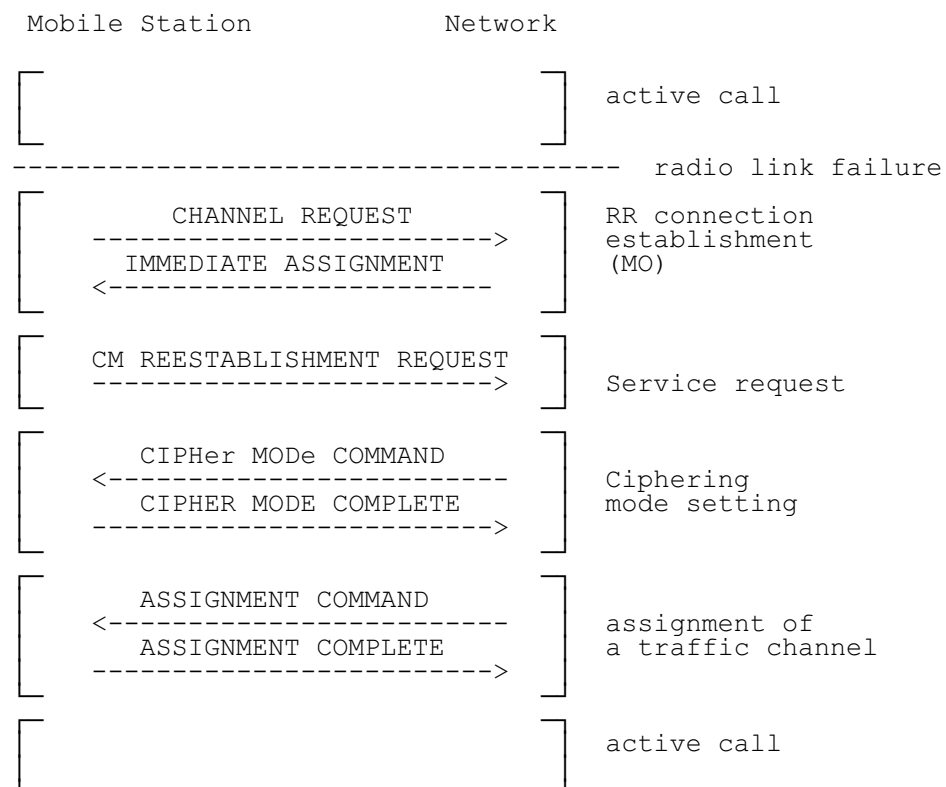 Mobile Station Network
active call
radio link failure
CHANNEL REQUEST RR connection
establishment
IMMEDIATE ASSIGNMENT (MO)
CM REESTABLISHMENT REQUEST
Service request
CIPHer MODe COMMAND
Ciphering
CIPHER MODE COMPLETE mode setting
ASSIGNMENT COMMAND
assignment of
ASSIGNMENT COMPLETE a traffic channel
active call